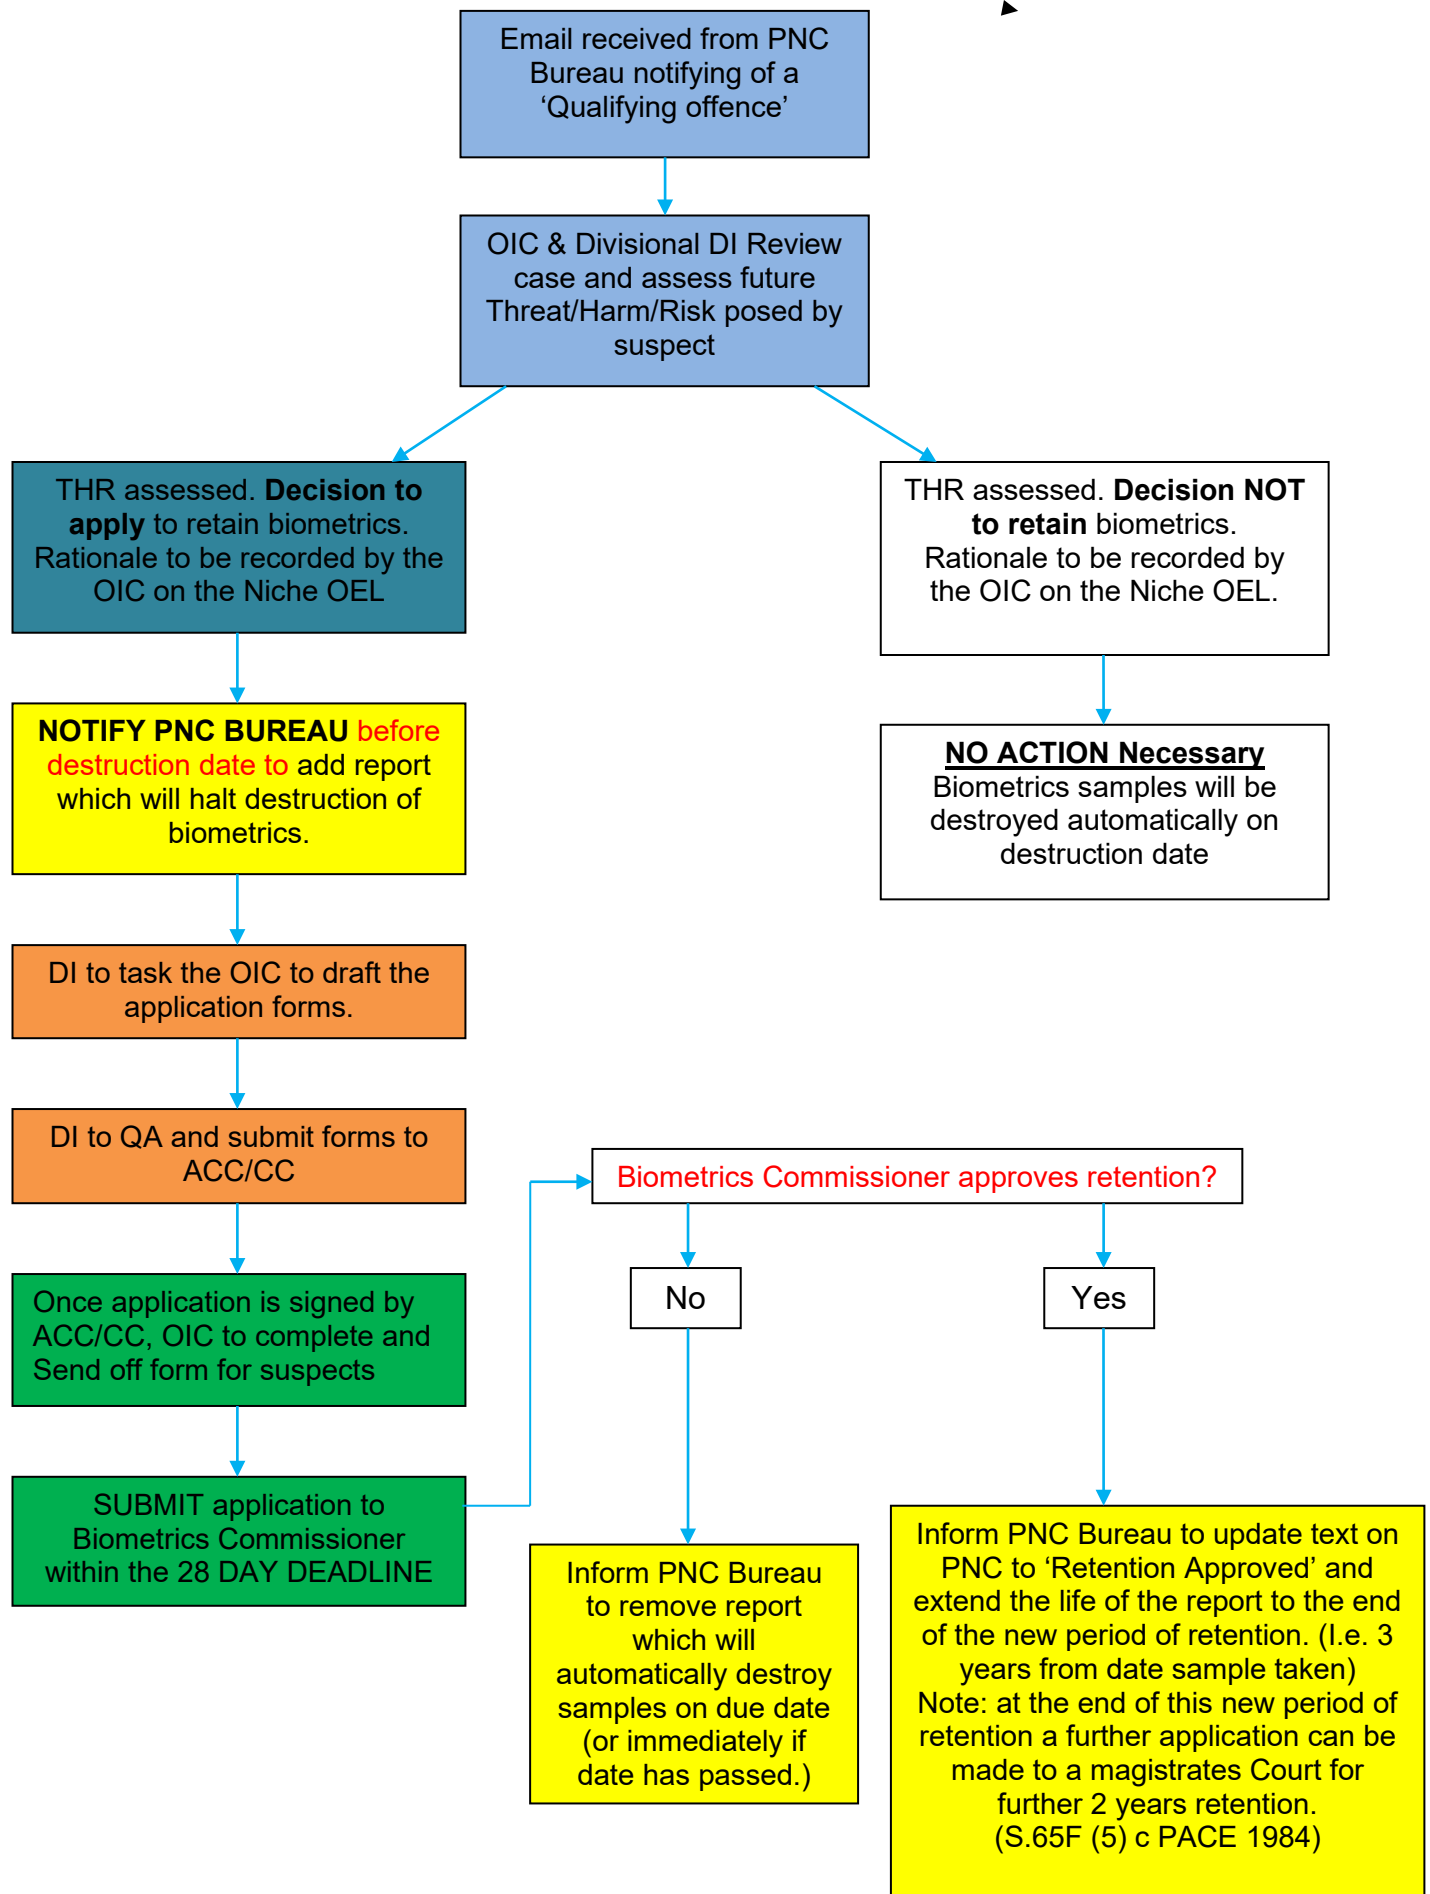 Email received from PNC
Bureau notifying of a
‘Qualifying offence’
OIC & Divisional DI Review
case and assess future
Threat/Harm/Risk posed by
suspect
THR assessed. Decision to
apply to retain biometrics.
Rationale to be recorded by the
OIC on the Niche OEL
THR assessed. Decision NOT
to retain biometrics.
Rationale to be recorded by
the OIC on the Niche OEL.
NOTIFY PNC BUREAU before
destruction date to add report
which will halt destruction of
biometrics.
NO ACTION Necessary
Biometrics samples will be
destroyed automatically on
destruction date
DI to task the OIC to draft the
application forms.
DI to QA and submit forms to
ACC/CC
Once application is signed by
ACC/CC, OIC to complete and
Send off form for suspects
SUBMIT application to
Biometrics Commissioner
within the 28 DAY DEADLINE
Biometrics Commissioner approves retention?
No
Yes
Inform PNC Bureau
to remove report
which will
automatically destroy
samples on due date
(or immediately if
date has passed.)
Inform PNC Bureau to update text on
PNC to ‘Retention Approved’ and
extend the life of the report to the end
of the new period of retention. (I.e. 3
years from date sample taken)
Note: at the end of this new period of
retention a further application can be
made to a magistrates Court for
further 2 years retention.
(S.65F (5) c PACE 1984)